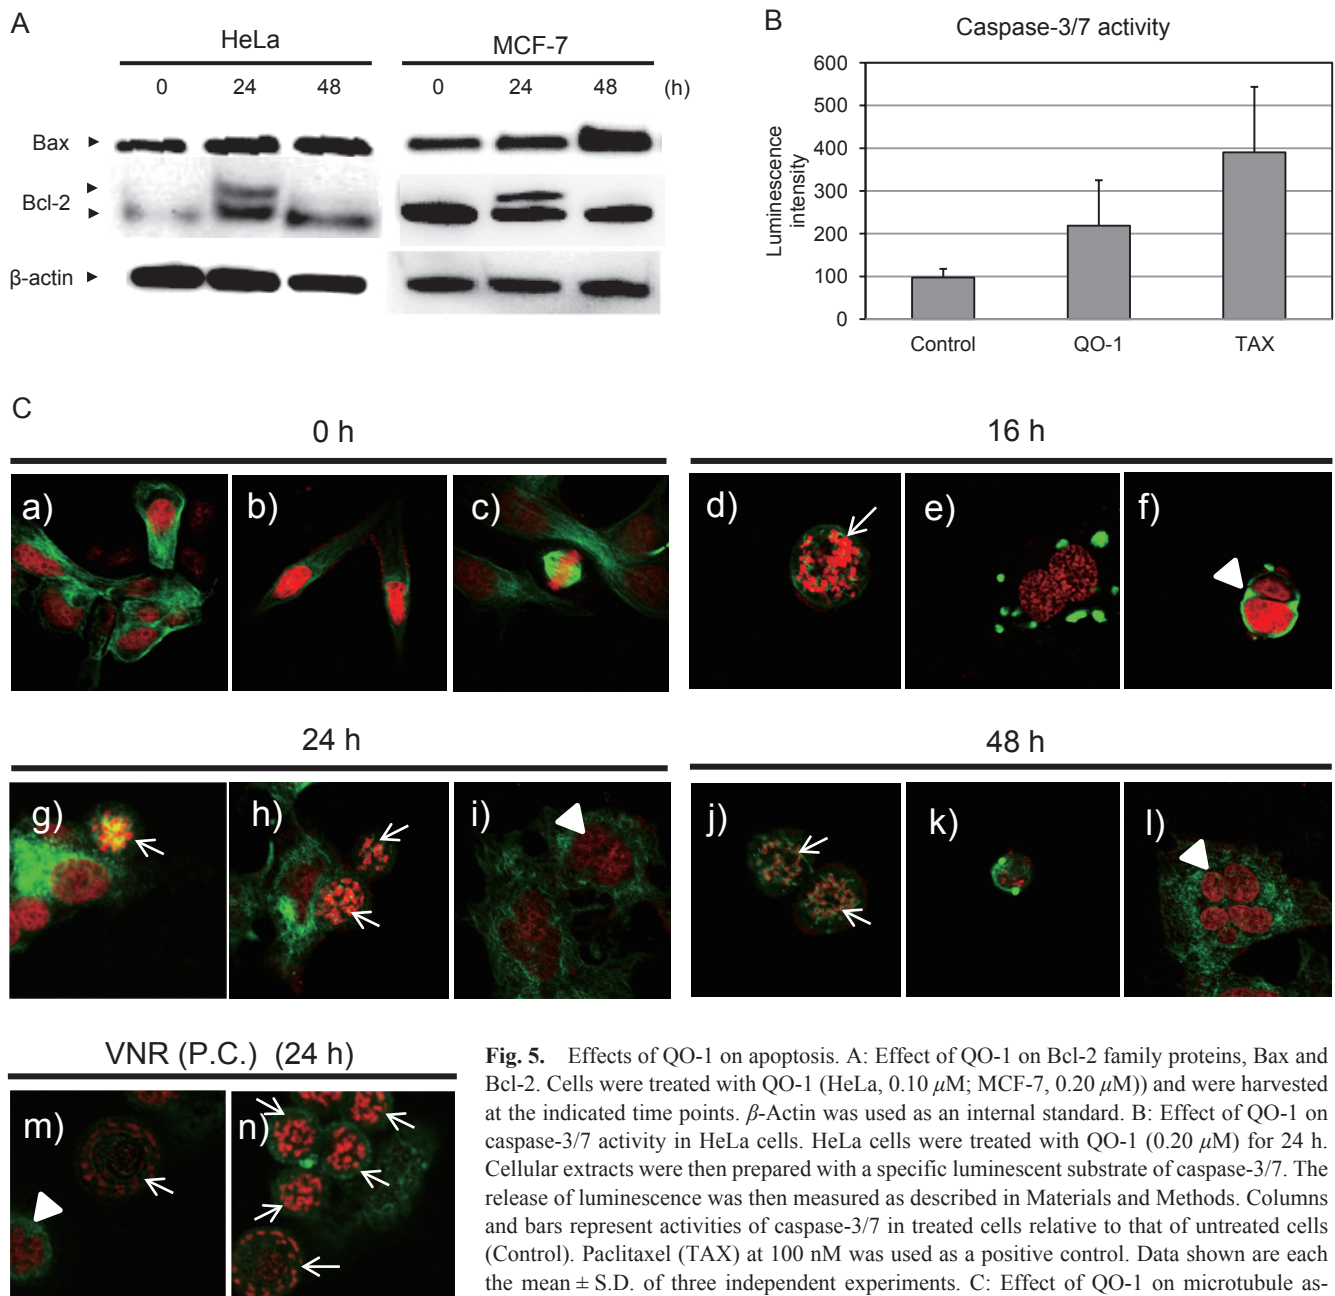 A
HeLa
MCF-7
0 24 48
0 24 48 (h)
Bax
Bcl-2
β-actin
B
Caspase-3/7 activity
Luminescence
intensity
600
500
400
300
200
100
0
Control QO-1 TAX
C
0 h
16 h
a) b) c) d) e) f)
24 h
48 h
g) h) i) j) k) l)
VNR (P.C.) (24 h)
m) n)
Fig. 5. Effects of QO-1 on apoptosis. A: Effect of QO-1 on Bcl-2 family proteins, Bax and
Bcl-2. Cells were treated with QO-1 (HeLa, 0.10 μM; MCF-7, 0.20 μM)) and were harvested
at the indicated time points. β-Actin was used as an internal standard. B: Effect of QO-1 on
caspase-3/7 activity in HeLa cells. HeLa cells were treated with QO-1 (0.20 μM) for 24 h.
Cellular extracts were then prepared with a specific luminescent substrate of caspase-3/7. The
release of luminescence was then measured as described in Materials and Methods. Columns
and bars represent activities of caspase-3/7 in treated cells relative to that of untreated cells
(Control). Paclitaxel (TAX) at 100 nM was used as a positive control. Data shown are each
the mean ± S.D. of three independent experiments. C: Effect of QO-1 on microtubule as-